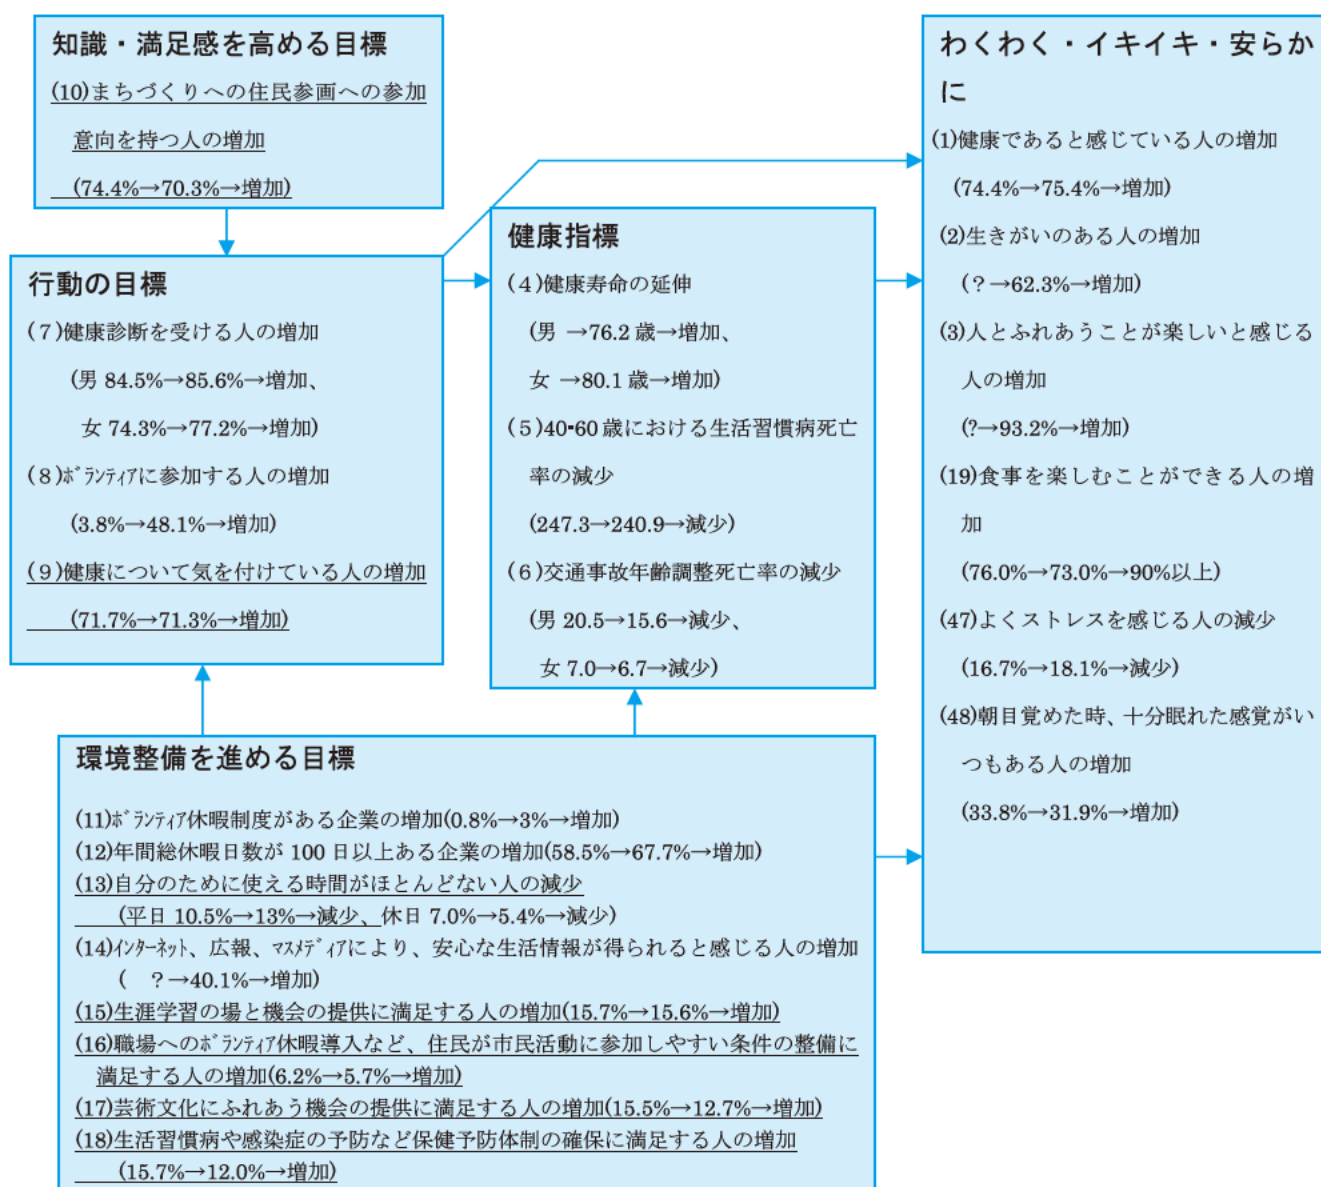 知識・満足感を高める目標
(10)まちづくりへの住民参画への参加
意向を持つ人の増加
(74.4%→70.3%→増加)
行動の目標
(7)健康診断を受ける人の増加
(男 84.5%→85.6%→増加、
女 74.3%→77.2%→増加)
(8)ﾎﾞﾗﾝﾃｨｱに参加する人の増加
(3.8%→48.1%→増加)
(9)健康について気を付けている人の増加
(71.7%→71.3%→増加)
健康指標
(4)健康寿命の延伸
(男 →76.2 歳→増加、
女 →80.1 歳→増加)
(5)40-60歳における生活習慣病死亡
率の減少
(247.3→240.9→減少)
(6)交通事故年齢調整死亡率の減少
(男 20.5→15.6→減少、
女 7.0→6.7→減少)
わくわく・イキイキ・安らか
に
(1)健康であると感じている人の増加
(74.4%→75.4%→増加)
(2)生きがいのある人の増加
(？→62.3%→増加)
(3)人とふれあうことが楽しいと感じる
人の増加
(?→93.2%→増加)
(19)食事を楽しむことができる人の増
加
(76.0%→73.0%→90%以上)
(47)よくストレスを感じる人の減少
(16.7%→18.1%→減少)
(48)朝目覚めた時、十分眠れた感覚がい
つもある人の増加
(33.8%→31.9%→増加)
環境整備を進める目標
(11)ﾎﾞﾗﾝﾃｨｱ休暇制度がある企業の増加(0.8%→3%→増加)
(12)年間総休暇日数が 100 日以上ある企業の増加(58.5%→67.7%→増加)
(13)自分のために使える時間がほとんどない人の減少
(平日 10.5%→13%→減少、休日 7.0%→5.4%→減少)
(14)ｲﾝﾀｰﾈｯﾄ、広報、ﾏｽﾒﾃﾞｨｱにより、安心な生活情報が得られると感じる人の増加
(　？→40.1%→増加)
(15)生涯学習の場と機会の提供に満足する人の増加(15.7%→15.6%→増加)
(16)職場へのﾎﾞﾗﾝﾃｨｱ休暇導入など、住民が市民活動に参加しやすい条件の整備に
満足する人の増加(6.2%→5.7%→増加)
(17)芸術文化にふれあう機会の提供に満足する人の増加(15.5%→12.7%→増加)
(18)生活習慣病や感染症の予防など保健予防体制の確保に満足する人の増加
(15.7%→12.0%→増加)